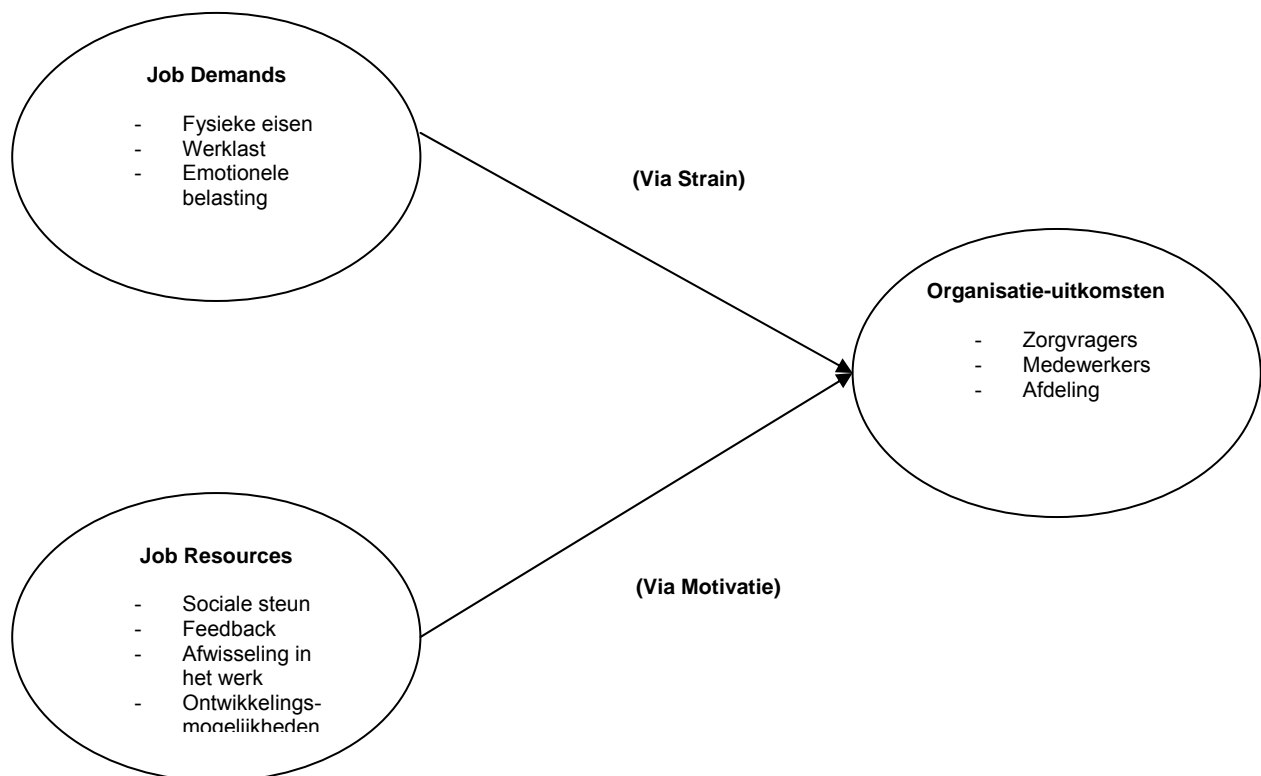 Job Demands
- Fysieke eisen
- Werklast
- Emotionele
belasting
(Via Strain)
Organisatie-uitkomsten
- Zorgvragers
- Medewerkers
- Afdeling
Job Resources
- Sociale steun
- Feedback
- Afwisseling in
het werk
- Ontwikkelings-
mogelijkheden
(Via Motivatie)